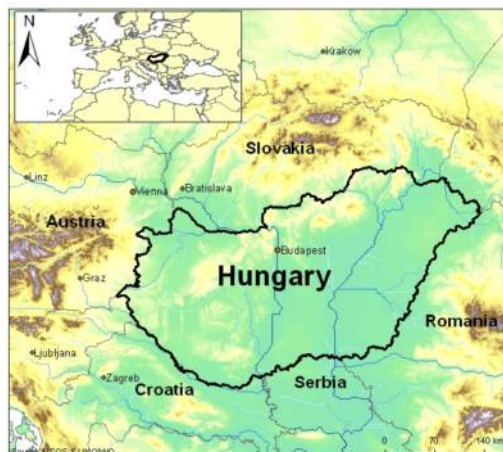 N
Krakow
Slovakia
Linz
Vienna
Bratislava
Austria
Budapest
Hungary
Graz
Romania
Ljubljana
Zagreb
Croatia
Serbia
0 70 140 km